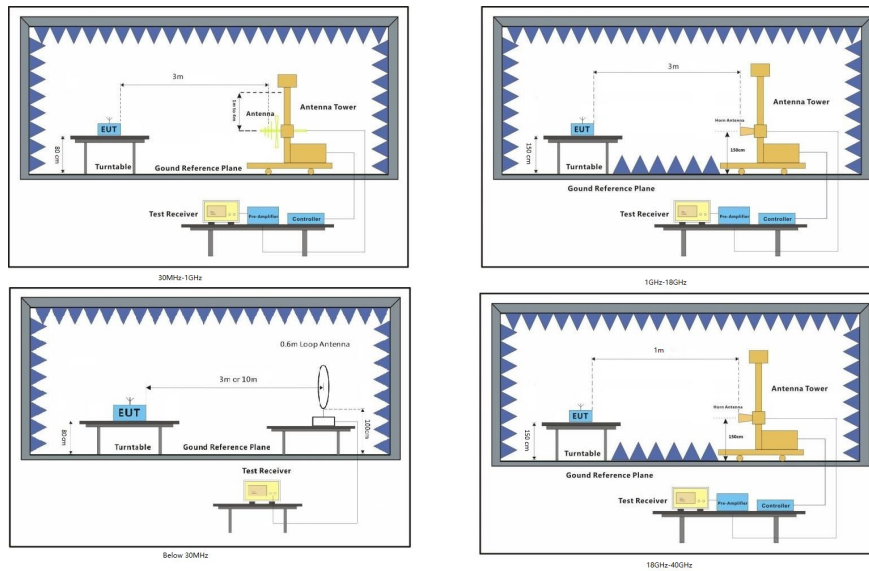 3m
1m to 4m
Antenna
Antenna Tower
EUT
80 cm
Turntable
Gound Reference Plane
Test Receiver
Pre-Amplifier
Controller
30MHz-1GHz
3m
Antenna Tower
Horn Antenna
EUT
150 cm
150cm
Turntable
Gound Reference Plane
Test Receiver
Pre-Amplifier
Controller
1GHz-18GHz
0.6m Loop Antenna
3m or 10m
EUT
80cm
100cm
Turntable
Gound Reference Plane
Test Receiver
Below 30MHz
1m
Antenna Tower
Horn Antenna
EUT
150 cm
150cm
Turntable
Gound Reference Plane
Test Receiver
Pre-Amplifier
Controller
18GHz-40GHz